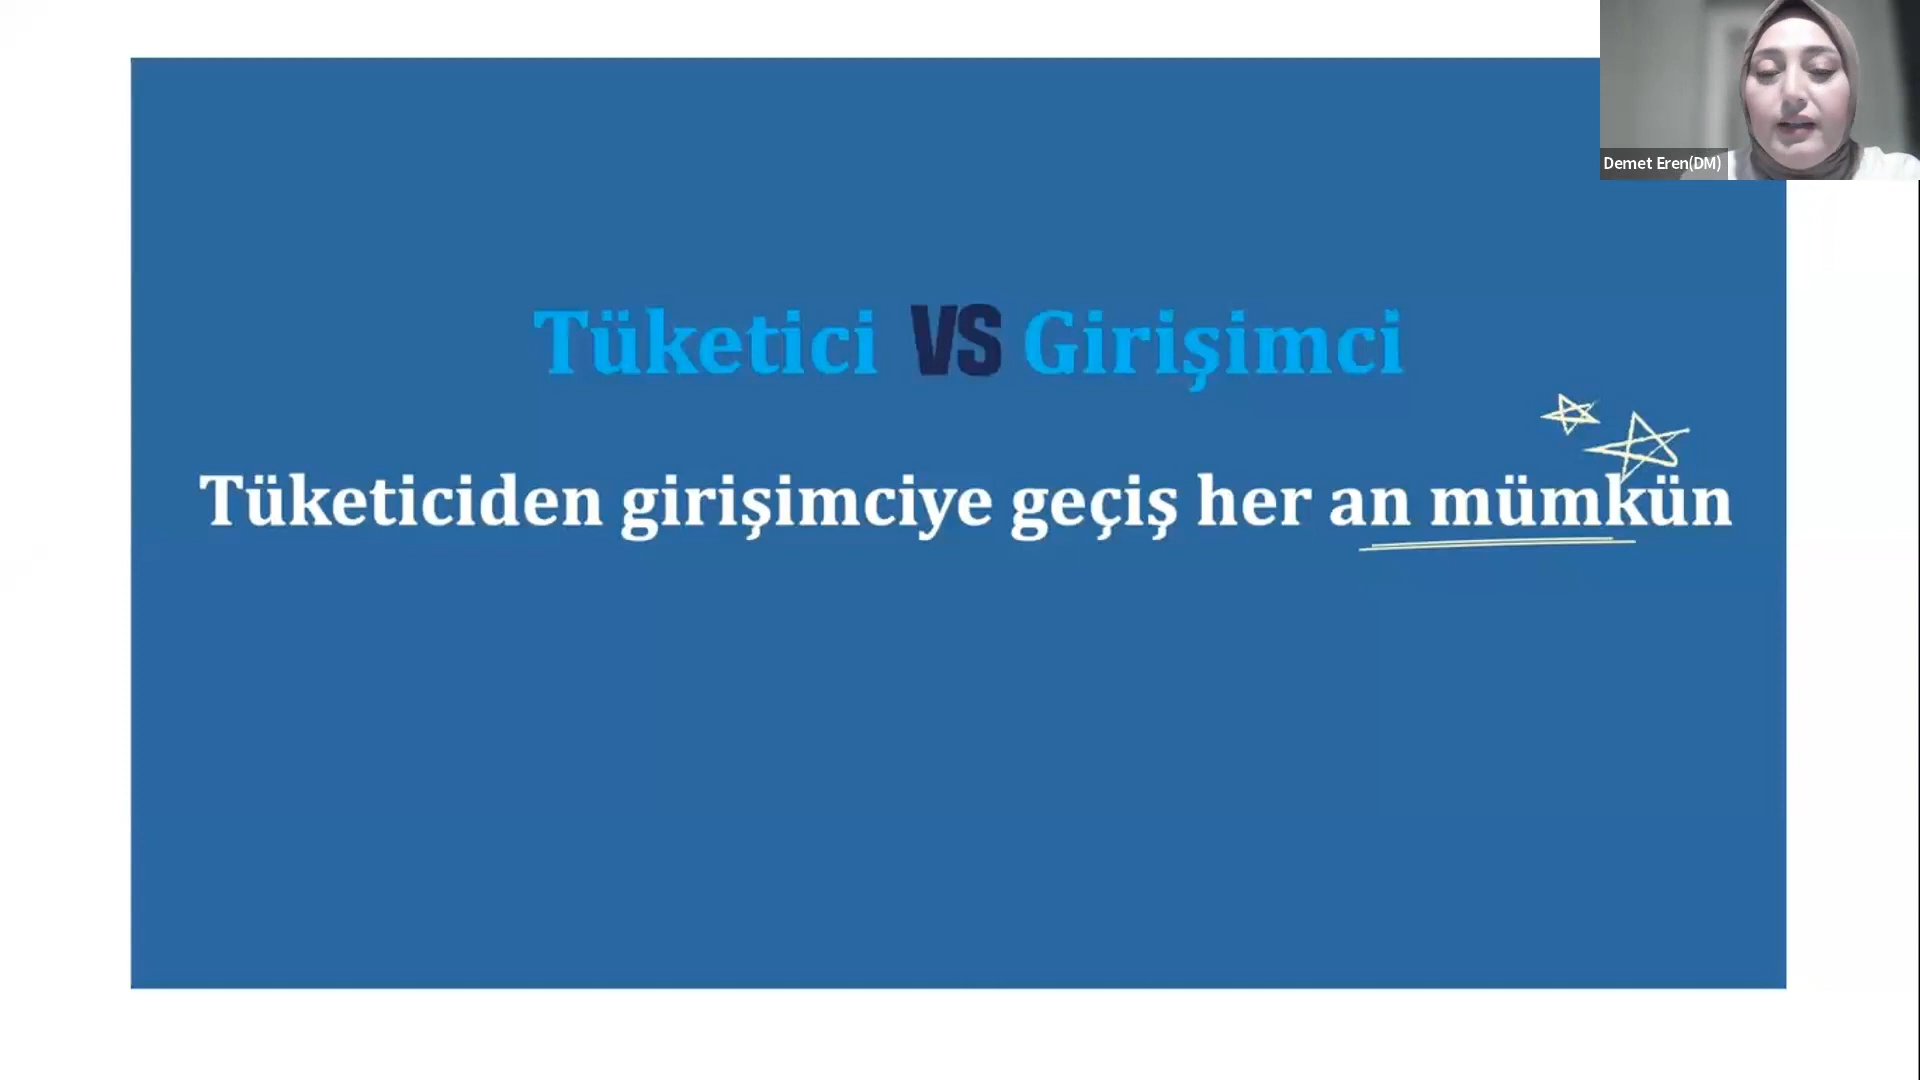 Demet Eren(DM)
Tüketici VS Girişimci
Tüketiciden girişimciye geçiş her an mümkün